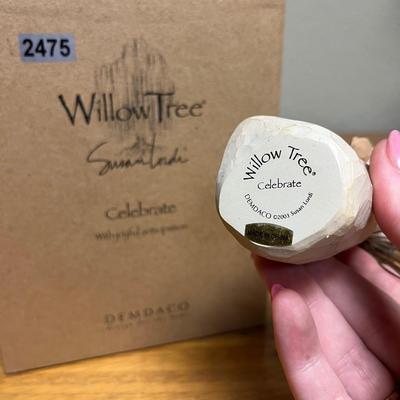 2475
Willow Tree®
Susan Lordi
Celebrate
With joyful anticipation
DEMDACO
Willow Tree®
Celebrate
DEMDACO ©2003 Susan Lordi